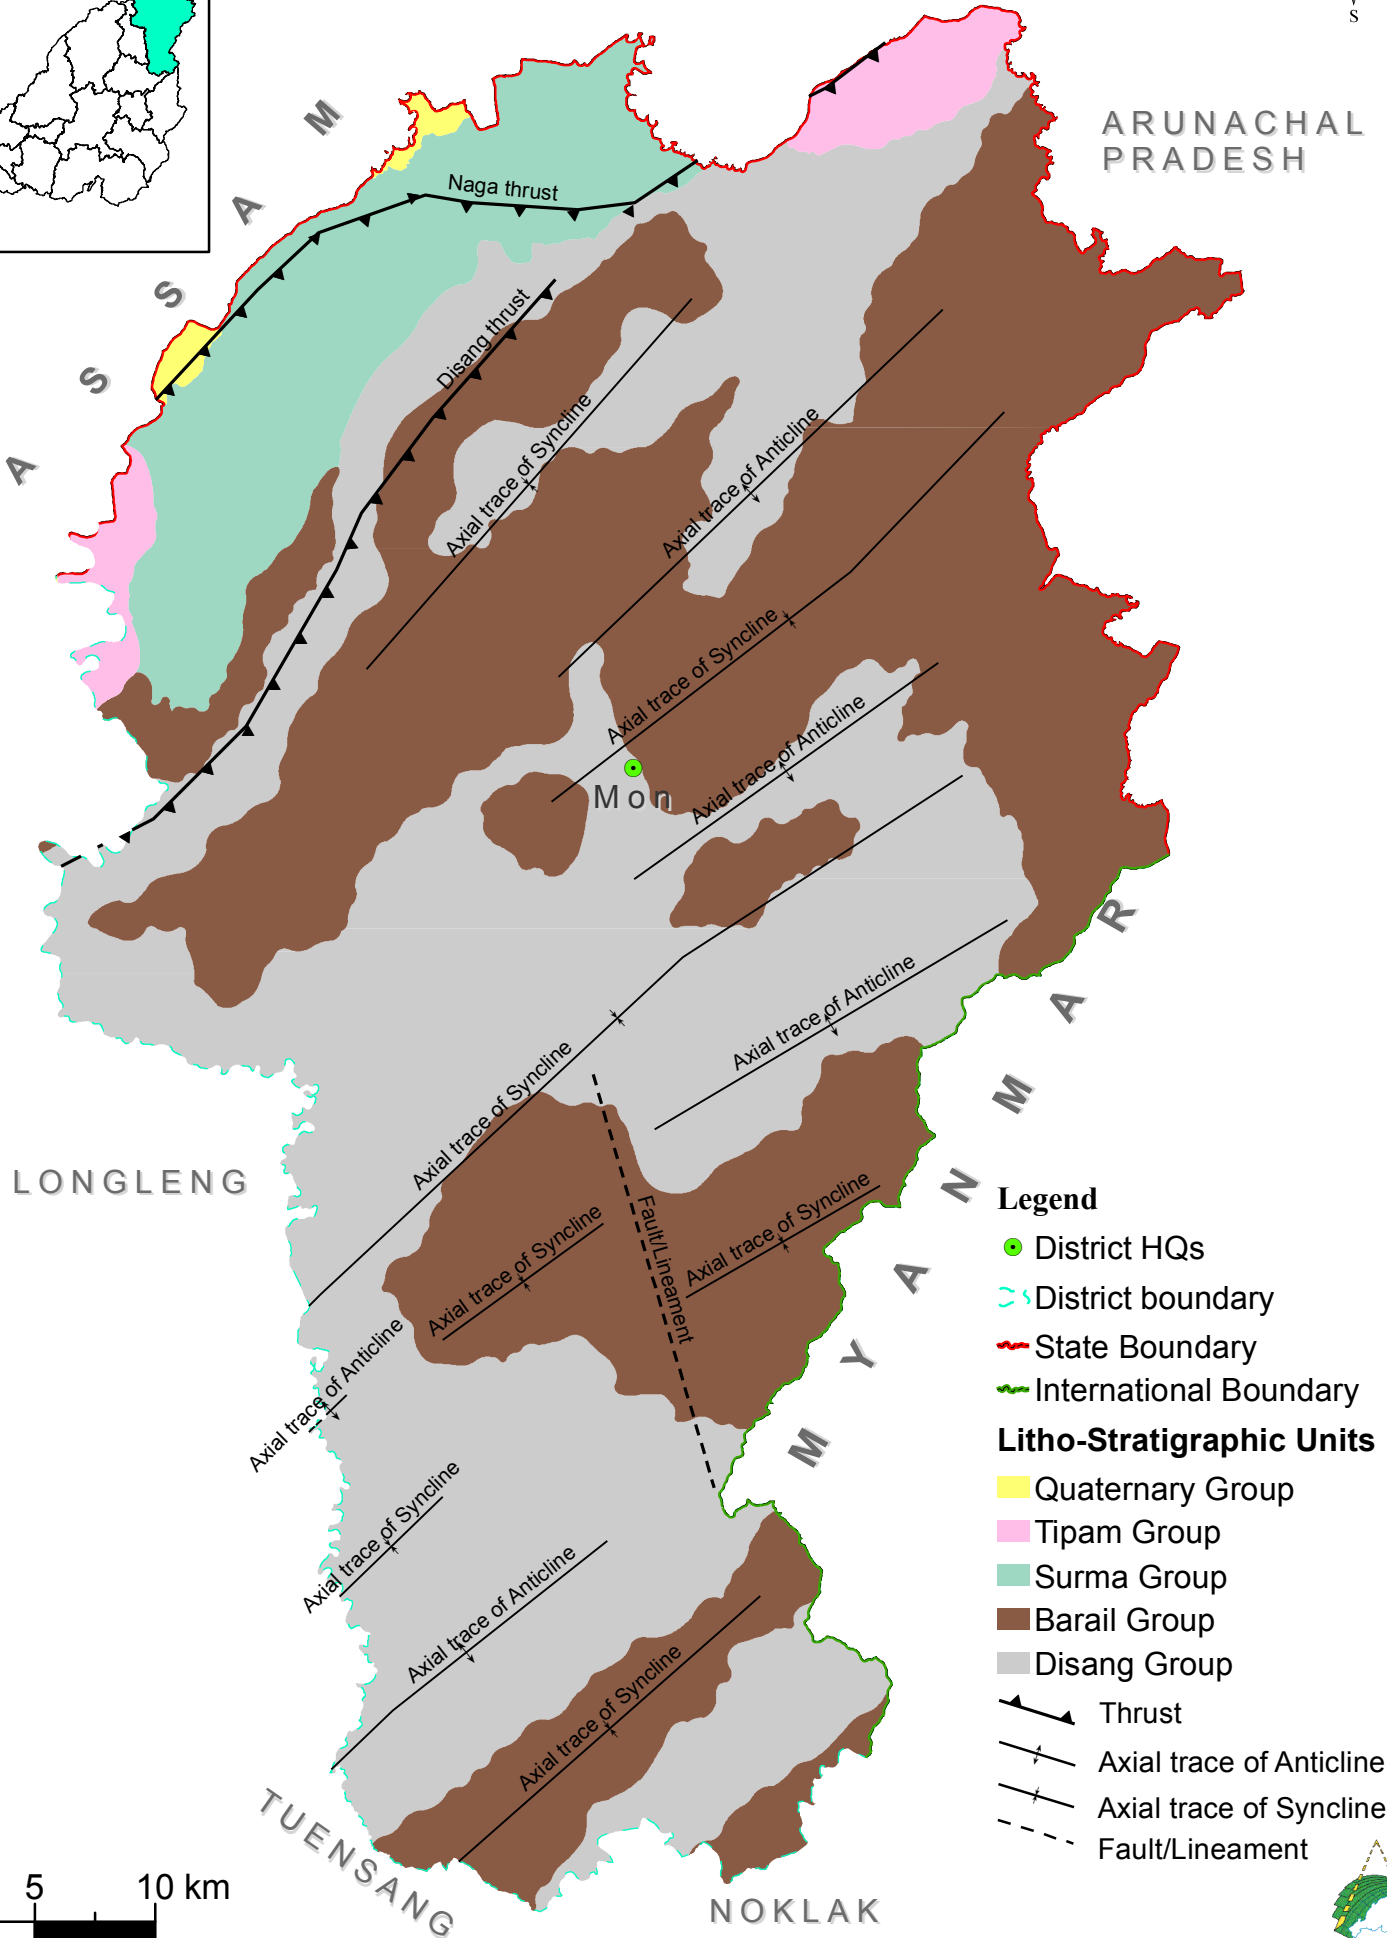 S
ARUNACHAL
PRADESH
ASSAM
Naga thrust
Disang thrust
Axial trace of Syncline
Axial trace of Anticline
Axial trace of Syncline
Mon
Axial trace of Anticline
Axial trace of Anticline
Axial trace of Syncline
MYANMAR
LONGLENG
Fault/Lineament
Axial trace of Syncline
Axial trace of Syncline
Axial trace of Anticline
Axial trace of Syncline
Axial trace of Anticline
Axial trace of Syncline
TUENSANG
NOKLAK
Legend
District HQs
District boundary
State Boundary
International Boundary
Litho-Stratigraphic Units
Quaternary Group
Tipam Group
Surma Group
Barail Group
Disang Group
Thrust
Axial trace of Anticline
Axial trace of Syncline
Fault/Lineament
5 10 km